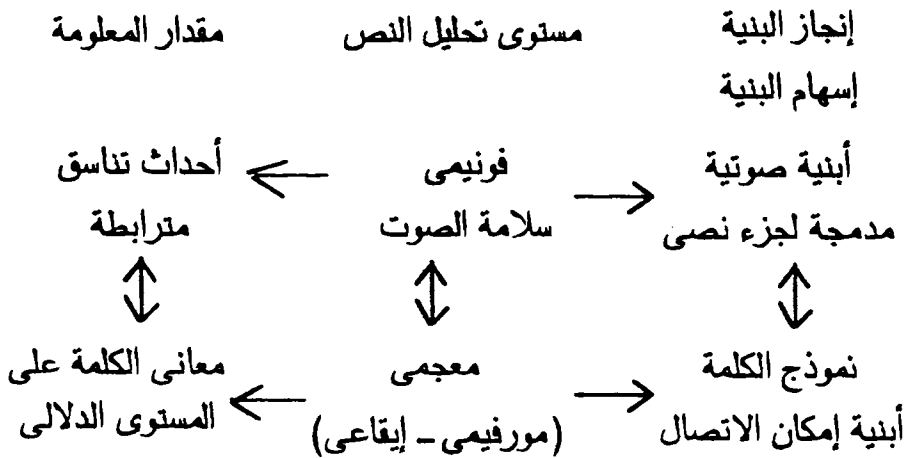 إنجاز البنية
إسهام البنية
مستوى تحليل النص
مقدار المعلومة
أبنية صوتية
مدمجة لجزء نصى
فونيمى
سلامة الصوت
أحداث تناسق
مترابطة
نموذج الكلمة
أبنية إمكان الاتصال
معجمى
(مورفيمى - إيقاعى)
معانى الكلمة على
المستوى الدلالى